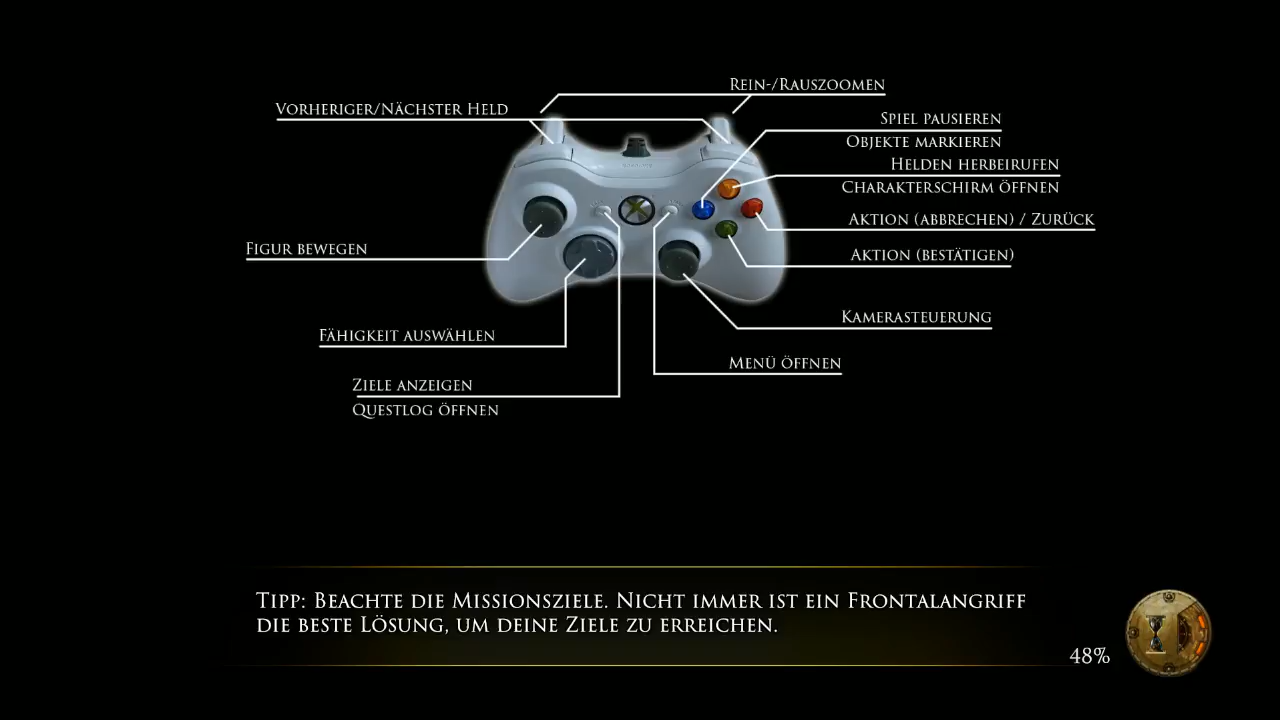 Rein-/Rauszoomen
Vorheriger/Nächster Held
Spiel pausieren
Objekte markieren
Helden herbeirufen
Charakterschirm öffnen
Aktion (abbrechen) / Zurück
Figur bewegen
Aktion (bestätigen)
Kamerasteuerung
Fähigkeit auswählen
Menü öffnen
Ziele anzeigen
Questlog öffnen
Tipp: Beachte die Missionsziele. Nicht immer ist ein Frontalangriff
die beste Lösung, um deine Ziele zu erreichen.
48%